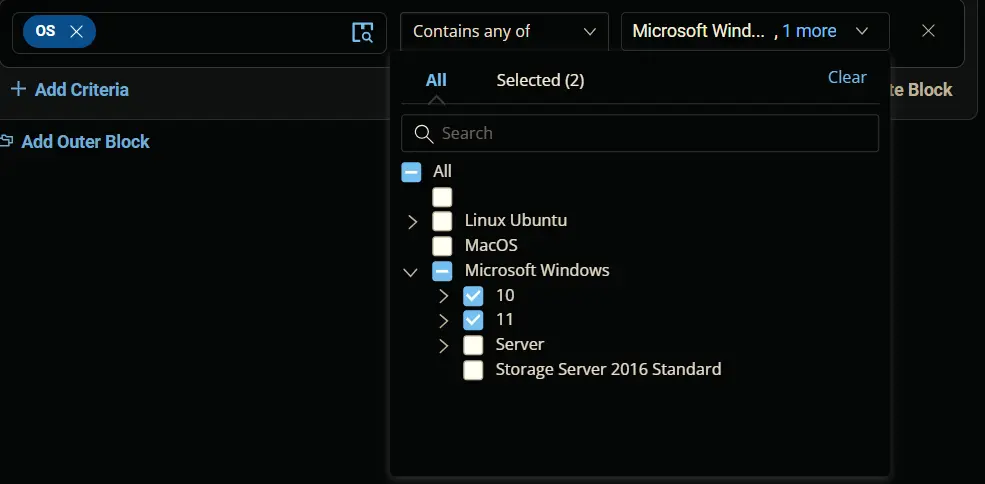 OS
Contains any of
Microsoft Wind... , 1 more
All
Selected (2)
Clear
Add Criteria
te Block
Add Outer Block
Search
All
Linux Ubuntu
MacOS
Microsoft Windows
10
11
Server
Storage Server 2016 Standard